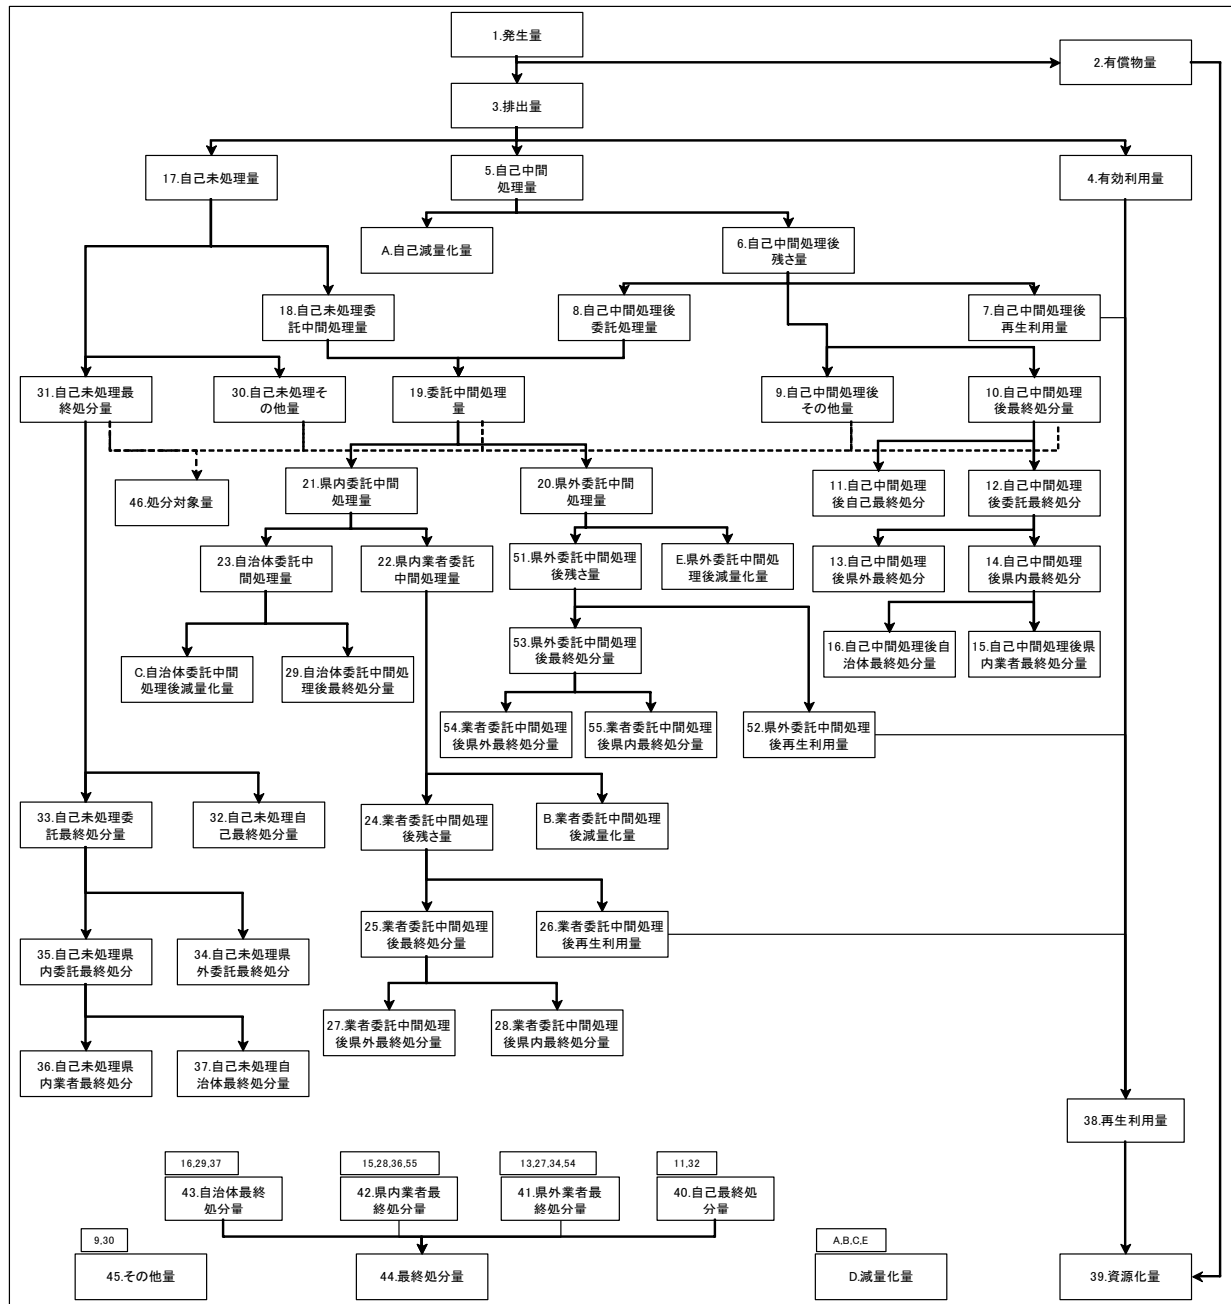 1.発生量
2.有償物量
3.排出量
17.自己未処理量
5.自己中間
処理量
4.有効利用量
A.自己減量化量
6.自己中間処理後
残さ量
18.自己未処理委
託中間処理量
8.自己中間処理後
委託処理量
7.自己中間処理後
再生利用量
31.自己未処理最
終処分量
30.自己未処理そ
の他量
19.委託中間処理
量
9.自己中間処理後
その他量
10.自己中間処理
後最終処分量
46.処分対象量
21.県内委託中間
処理量
20.県外委託中間
処理量
11.自己中間処理
後自己最終処分
12.自己中間処理
後委託最終処分
23.自治体委託中
間処理量
22.県内業者委託
中間処理量
51.県外委託中間処理
後残さ量
E.県外委託中間処
理後減量化量
13.自己中間処理
後県外最終処分
14.自己中間処理
後県内最終処分
C.自治体委託中間
処理後減量化量
29.自治体委託中間処
理後最終処分量
53.県外委託中間処理
後最終処分量
16.自己中間処理後自
治体最終処分量
15.自己中間処理後県
内業者最終処分量
54.業者委託中間処理
後県外最終処分量
55.業者委託中間処理
後県内最終処分量
52.県外委託中間処理
後再生利用量
33.自己未処理委
託最終処分量
32.自己未処理自
己最終処分量
24.業者委託中間処理
後残さ量
B.業者委託中間処理
後減量化量
35.自己未処理県
内委託最終処分
34.自己未処理県
外委託最終処分
25.業者委託中間処理
後最終処分量
26.業者委託中間処理
後再生利用量
36.自己未処理県
内業者最終処分
37.自己未処理自
治体最終処分量
27.業者委託中間処理
後県外最終処分量
28.業者委託中間処理
後県内最終処分量
38.再生利用量
16,29,37
43.自治体最終
処分量
15,28,36,55
42.県内業者最
終処分量
13,27,34,54
41.県外業者最
終処分量
11,32
40.自己最終処
分量
9,30
45.その他量
44.最終処分量
A,B,C,E
D.減量化量
39.資源化量